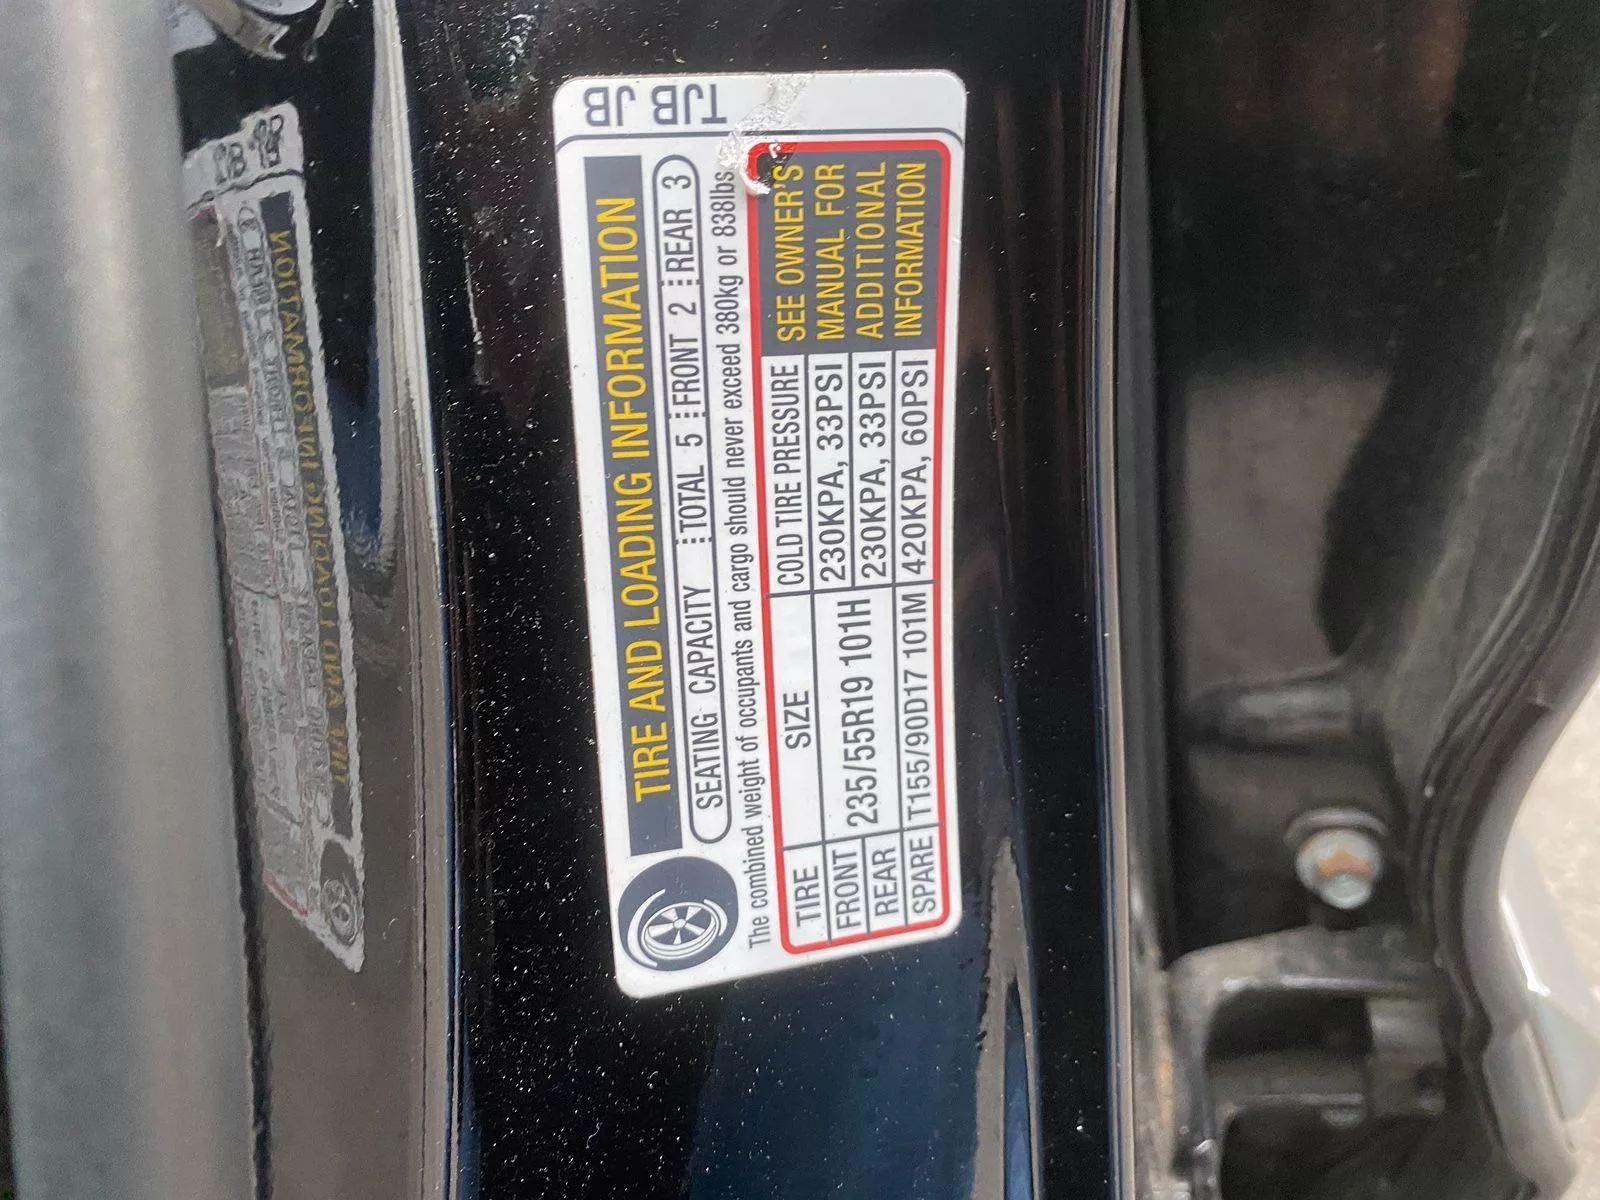 TJB
JB
TIRE AND LOADING INFORMATION
SEATING CAPACITY TOTAL 5 FRONT 2 REAR 3
The combined weight of occupants and cargo should never exceed 380kg or 838lbs.
TIRE SIZE COLD TIRE PRESSURE
FRONT 235/55R19 101H 230KPA, 33PSI
REAR 230KPA, 33PSI
SPARE T155/90D17 101M 420KPA, 60PSI
SEE OWNER'S
MANUAL FOR
ADDITIONAL
INFORMATION